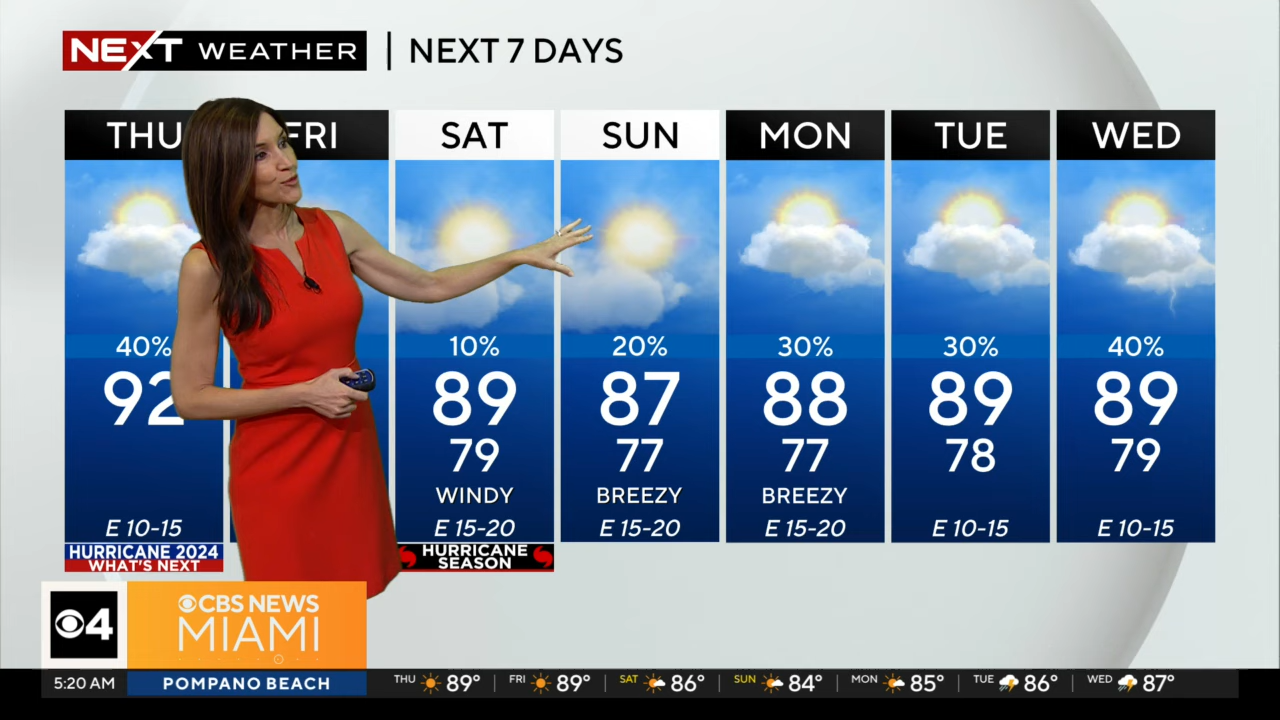 NEXT WEATHER | NEXT 7 DAYS
THU FRI SAT SUN MON TUE WED
40% 10% 20% 30% 30% 40%
92 89 87 88 89 89
79 77 77 78 79
WINDY BREEZY BREEZY
E 10-15 E 15-20 E 15-20 E 15-20 E 10-15 E 10-15
HURRICANE 2024
WHAT'S NEXT
HURRICANE
SEASON
4
CBS NEWS
MIAMI
5:20 AM POMPANO BEACH THU 89° FRI 89° SAT 86° SUN 84° MON 85° TUE 86° WED 87°